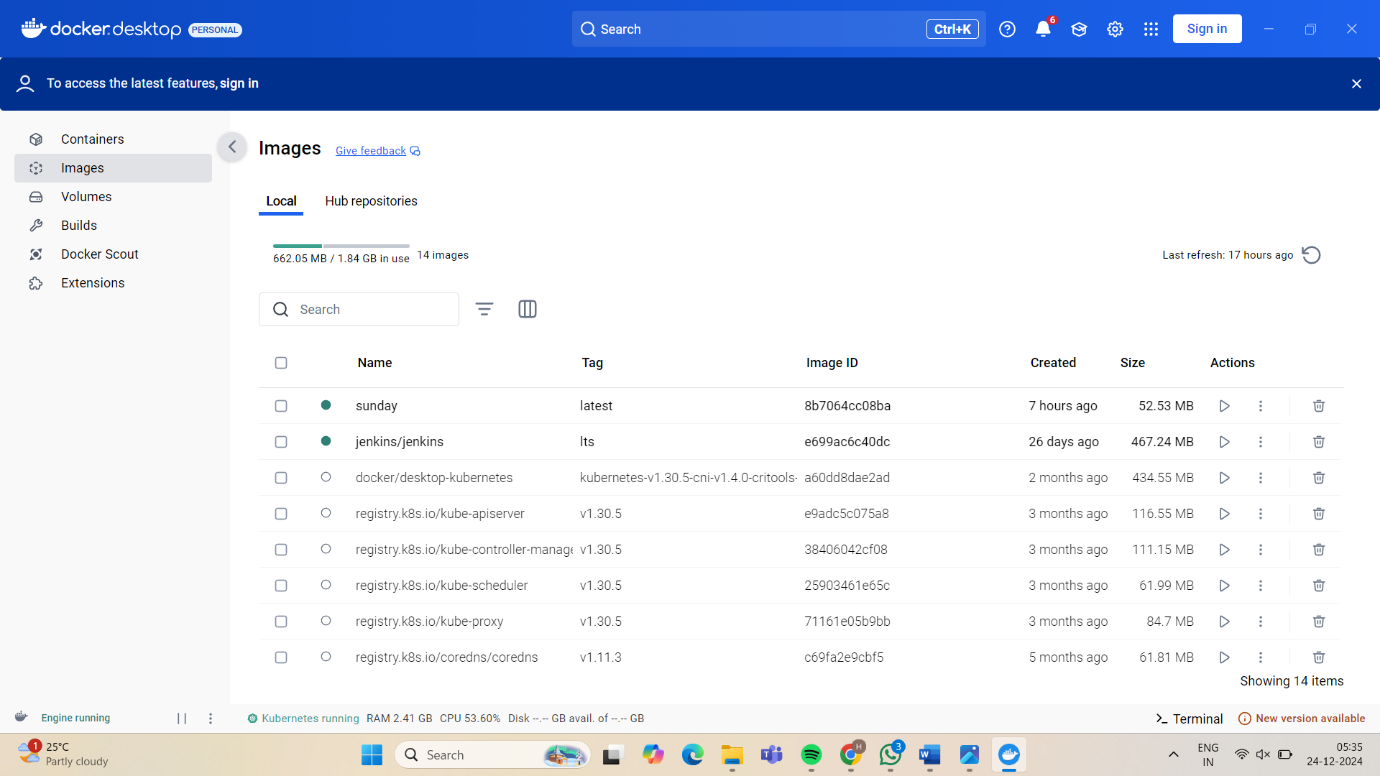 docker.desktop PERSONAL
Search Ctrl+K
6
Sign in
To access the latest features, sign in
Containers
Images
Volumes
Builds
Docker Scout
Extensions
Images Give feedback
Local Hub repositories
662.05 MB / 1.84 GB in use 14 images
Last refresh: 17 hours ago
Search
Name Tag Image ID Created Size Actions
sunday latest 8b7064cc08ba 7 hours ago 52.53 MB
jenkins/jenkins lts e699ac6c40dc 26 days ago 467.24 MB
docker/desktop-kubernetes kubernetes-v1.30.5-cni-v1.4.0-critools- a60dd8dae2ad 2 months ago 434.55 MB
registry.k8s.io/kube-apiserver v1.30.5 e9adc5c075a8 3 months ago 116.55 MB
registry.k8s.io/kube-controller-manage v1.30.5 38406042cf08 3 months ago 111.15 MB
registry.k8s.io/kube-scheduler v1.30.5 25903461e65c 3 months ago 61.99 MB
registry.k8s.io/kube-proxy v1.30.5 71161e05b9bb 3 months ago 84.7 MB
registry.k8s.io/coredns/coredns v1.11.3 c69fa2e9cbf5 5 months ago 61.81 MB
Showing 14 items
Engine running
Kubernetes running RAM 2.41 GB CPU 53.60% Disk --.-- GB avail. of --.-- GB
Terminal New version available
1
25°C
Partly cloudy
Search
H
3
W
ENG
IN
05:35
24-12-2024